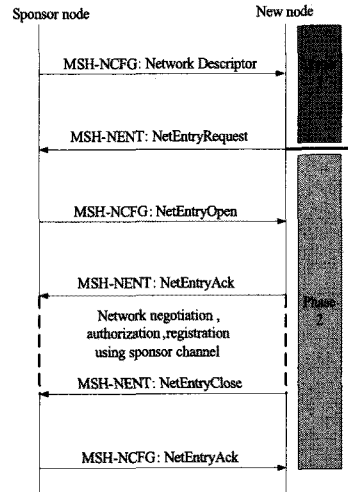 Sponsor node
New node
MSH-NCFG: Network Descriptor
MSH-NENT: NetEntryRequest
MSH-NCFG: NetEntryOpen
MSH-NENT: NetEntryAck
Network negotiation ,
authorization ,registration
using sponsor channel
MSH-NENT: NetEntryClose
MSH-NCFG: NetEntryAck
Phase
2